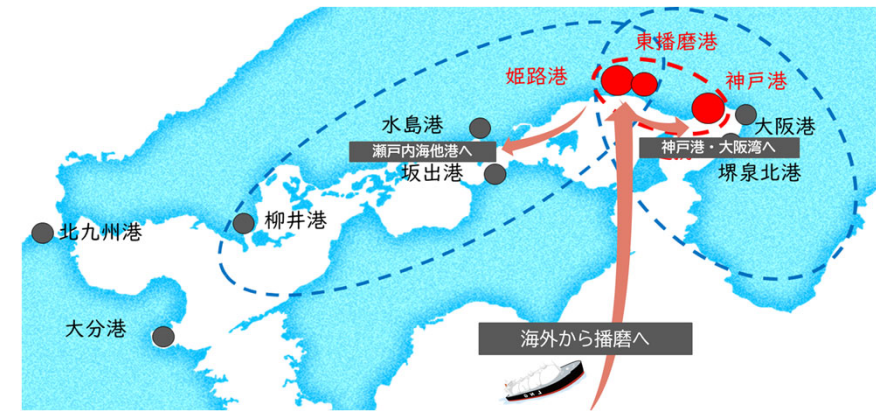 東播磨港
姫路港
神戸港
水島港
大阪港
瀬戸内海他港へ
神戸港・大阪湾へ
坂出港
堺泉北港
柳井港
北九州港
大分港
海外から播磨へ